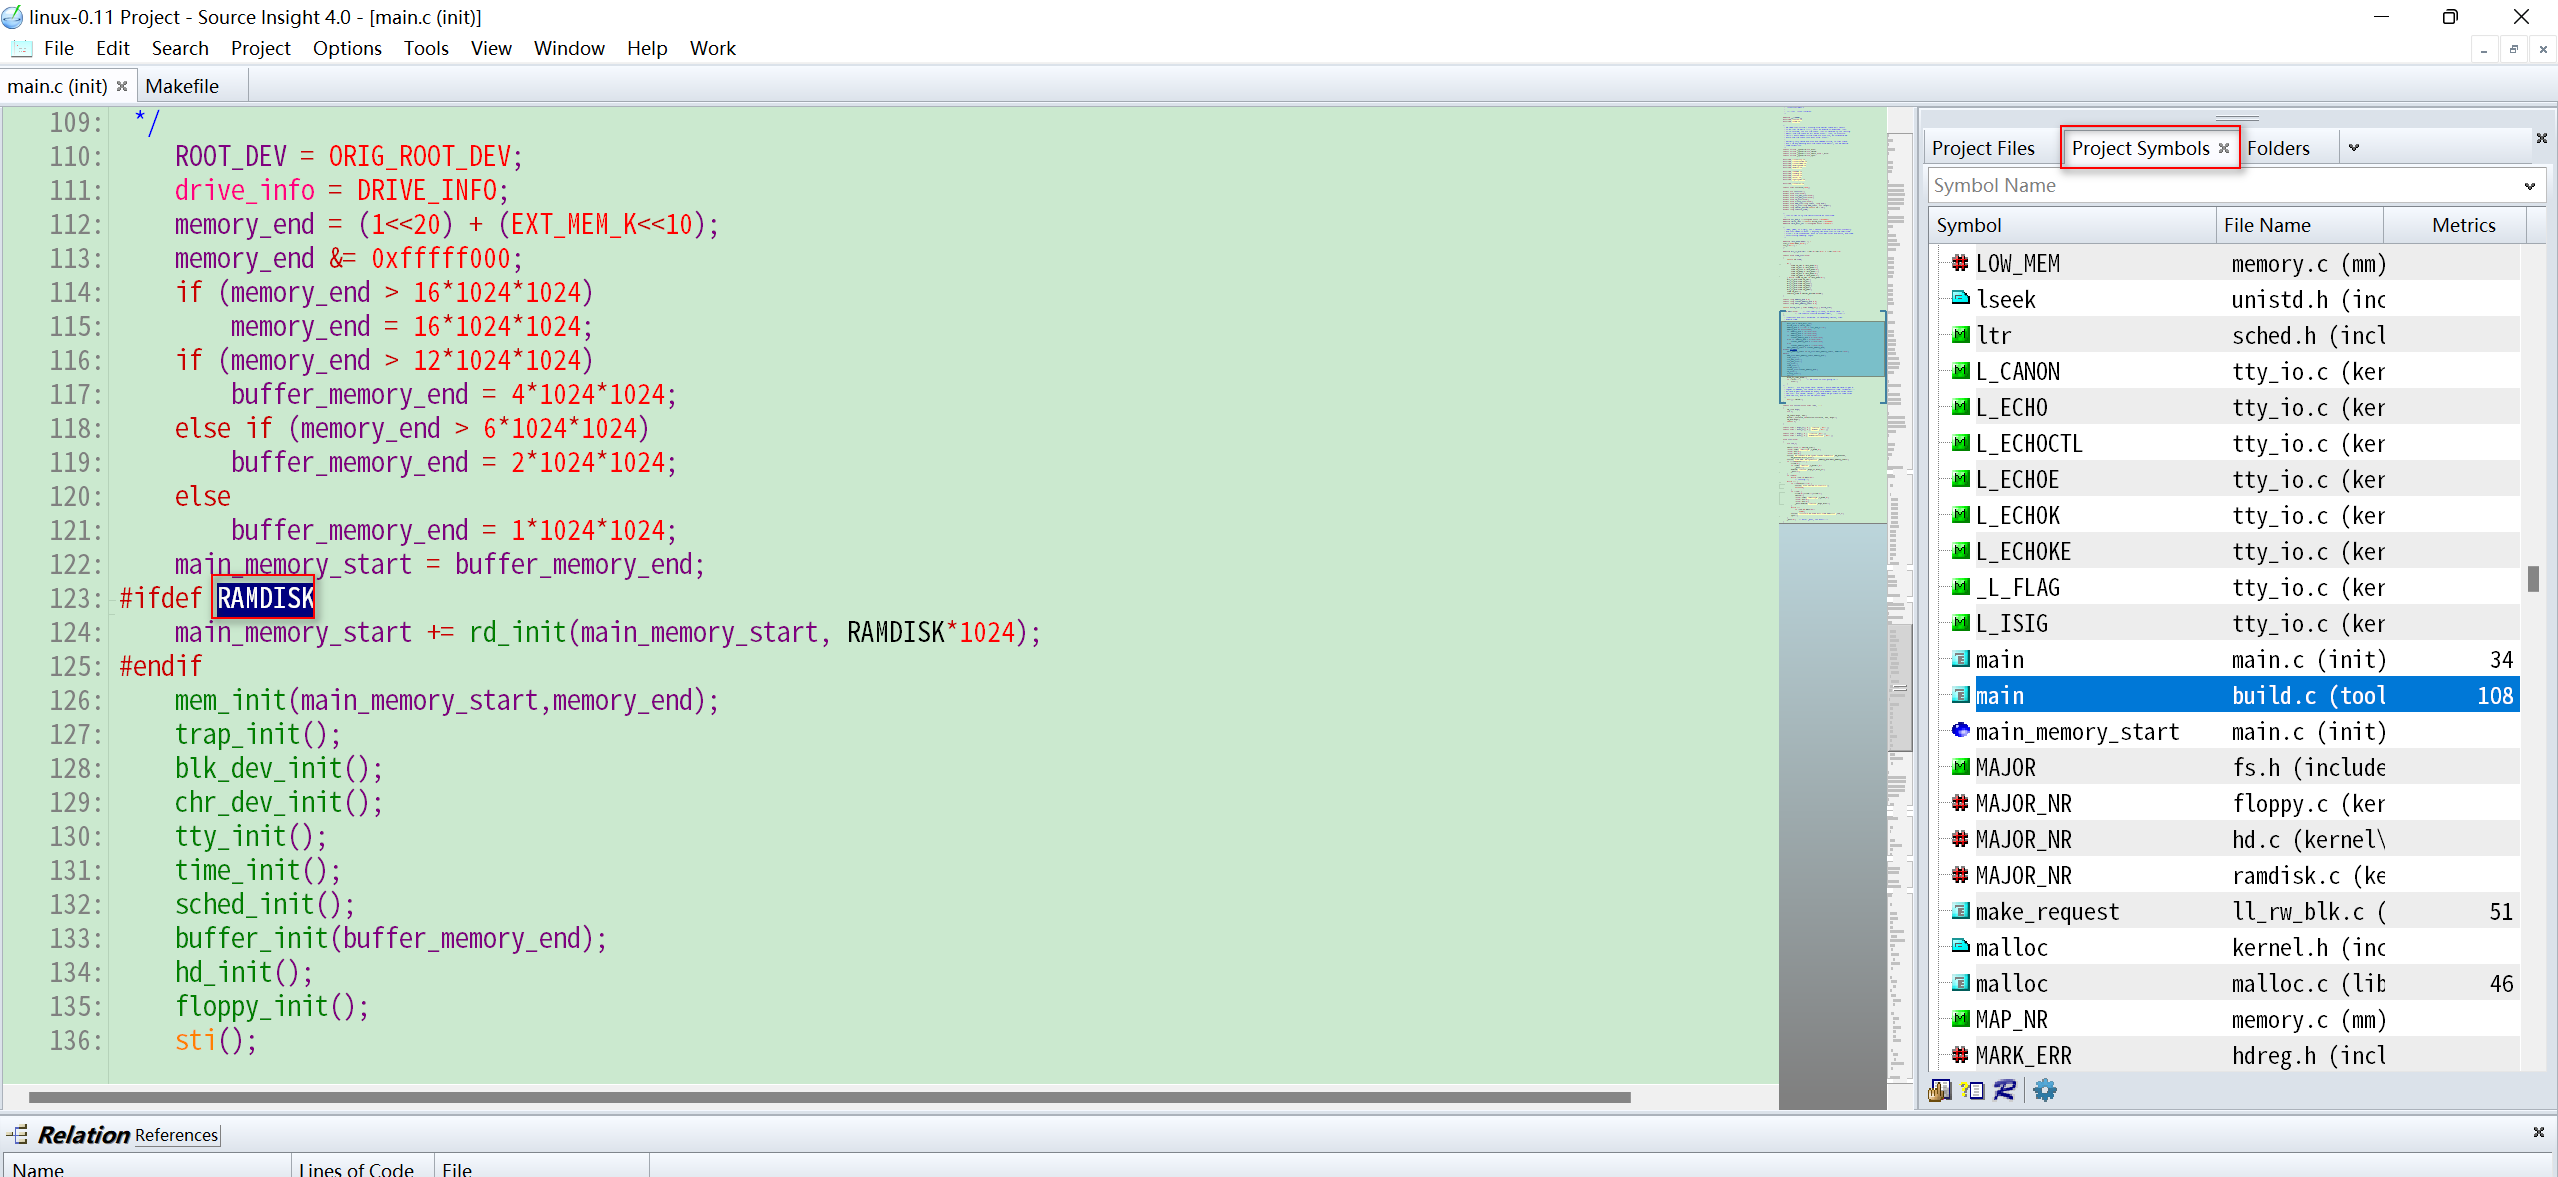 linux-0.11 Project - Source Insight 4.0 - [main.c (init)]
File Edit Search Project Options Tools View Window Help Work
main.c (init) Makefile
109: */
110: ROOT_DEV = ORIG_ROOT_DEV;
111: drive_info = DRIVE_INFO;
112: memory_end = (1<<20) + (EXT_MEM_K<<10);
113: memory_end &= 0xfffff000;
114: if (memory_end > 16*1024*1024)
115: memory_end = 16*1024*1024;
116: if (memory_end > 12*1024*1024)
117: buffer_memory_end = 4*1024*1024;
118: else if (memory_end > 6*1024*1024)
119: buffer_memory_end = 2*1024*1024;
120: else
121: buffer_memory_end = 1*1024*1024;
122: main_memory_start = buffer_memory_end;
123: #ifdef RAMDISK
124: main_memory_start += rd_init(main_memory_start, RAMDISK*1024);
125: #endif
126: mem_init(main_memory_start,memory_end);
127: trap_init();
128: blk_dev_init();
129: chr_dev_init();
130: tty_init();
131: time_init();
132: sched_init();
133: buffer_init(buffer_memory_end);
134: hd_init();
135: floppy_init();
136: sti();
Project Files Project Symbols Folders
Symbol Name
Symbol File Name Metrics
LOW_MEM memory.c (mm)
lseek unistd.h (inc
ltr sched.h (incl
L_CANON tty_io.c (ker
L_ECHO tty_io.c (ker
L_ECHOCTL tty_io.c (ker
L_ECHOE tty_io.c (ker
L_ECHOK tty_io.c (ker
L_ECHOKE tty_io.c (ker
_L_FLAG tty_io.c (ker
L_ISIG tty_io.c (ker
main main.c (init) 34
main build.c (tool 108
main_memory_start main.c (init)
MAJOR fs.h (include
MAJOR_NR floppy.c (ker
MAJOR_NR hd.c (kernel\
MAJOR_NR ramdisk.c (ke
make_request ll_rw_blk.c ( 51
malloc kernel.h (inc
malloc malloc.c (lib 46
MAP_NR memory.c (mm)
MARK_ERR hdreg.h (incl
Relation References
Name Lines of Code File